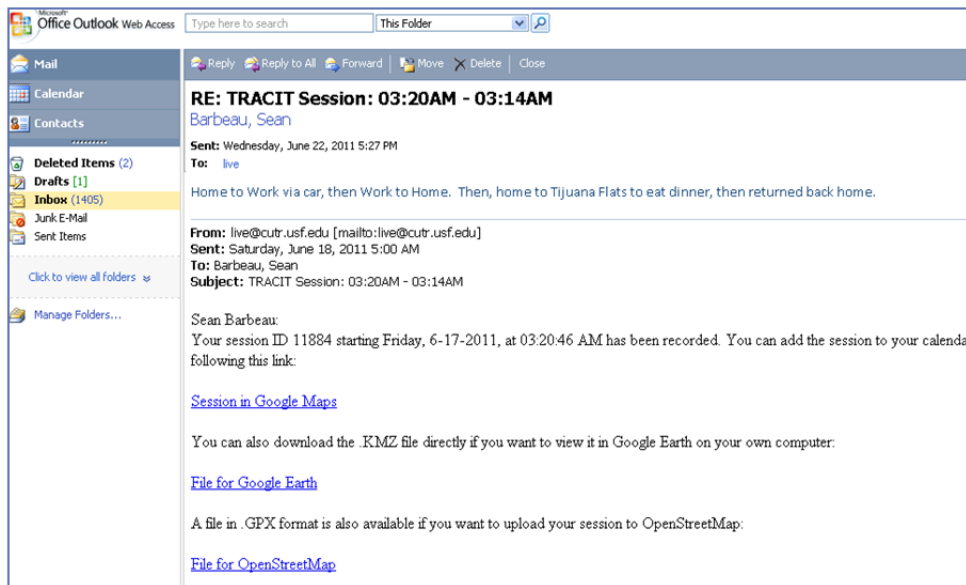 Microsoft
Office Outlook Web Access
Type here to search
This Folder
Mail
Calendar
Contacts
Deleted Items (2)
Drafts [1]
Inbox (1405)
Junk E-Mail
Sent Items
Click to view all folders
Manage Folders...
Reply Reply to All Forward Move Delete Close
RE: TRACIT Session: 03:20AM - 03:14AM
Barbeau, Sean
Sent: Wednesday, June 22, 2011 5:27 PM
To: live
Home to Work via car, then Work to Home. Then, home to Tijuana Flats to eat dinner, then returned back home.
From: live@cutr.usf.edu [mailto:live@cutr.usf.edu]
Sent: Saturday, June 18, 2011 5:00 AM
To: Barbeau, Sean
Subject: TRACIT Session: 03:20AM - 03:14AM
Sean Barbeau:
Your session ID 11884 starting Friday, 6-17-2011, at 03:20:46 AM has been recorded. You can add the session to your calenda
following this link:
Session in Google Maps
You can also download the .KMZ file directly if you want to view it in Google Earth on your own computer:
File for Google Earth
A file in .GPX format is also available if you want to upload your session to OpenStreetMap:
File for OpenStreetMap